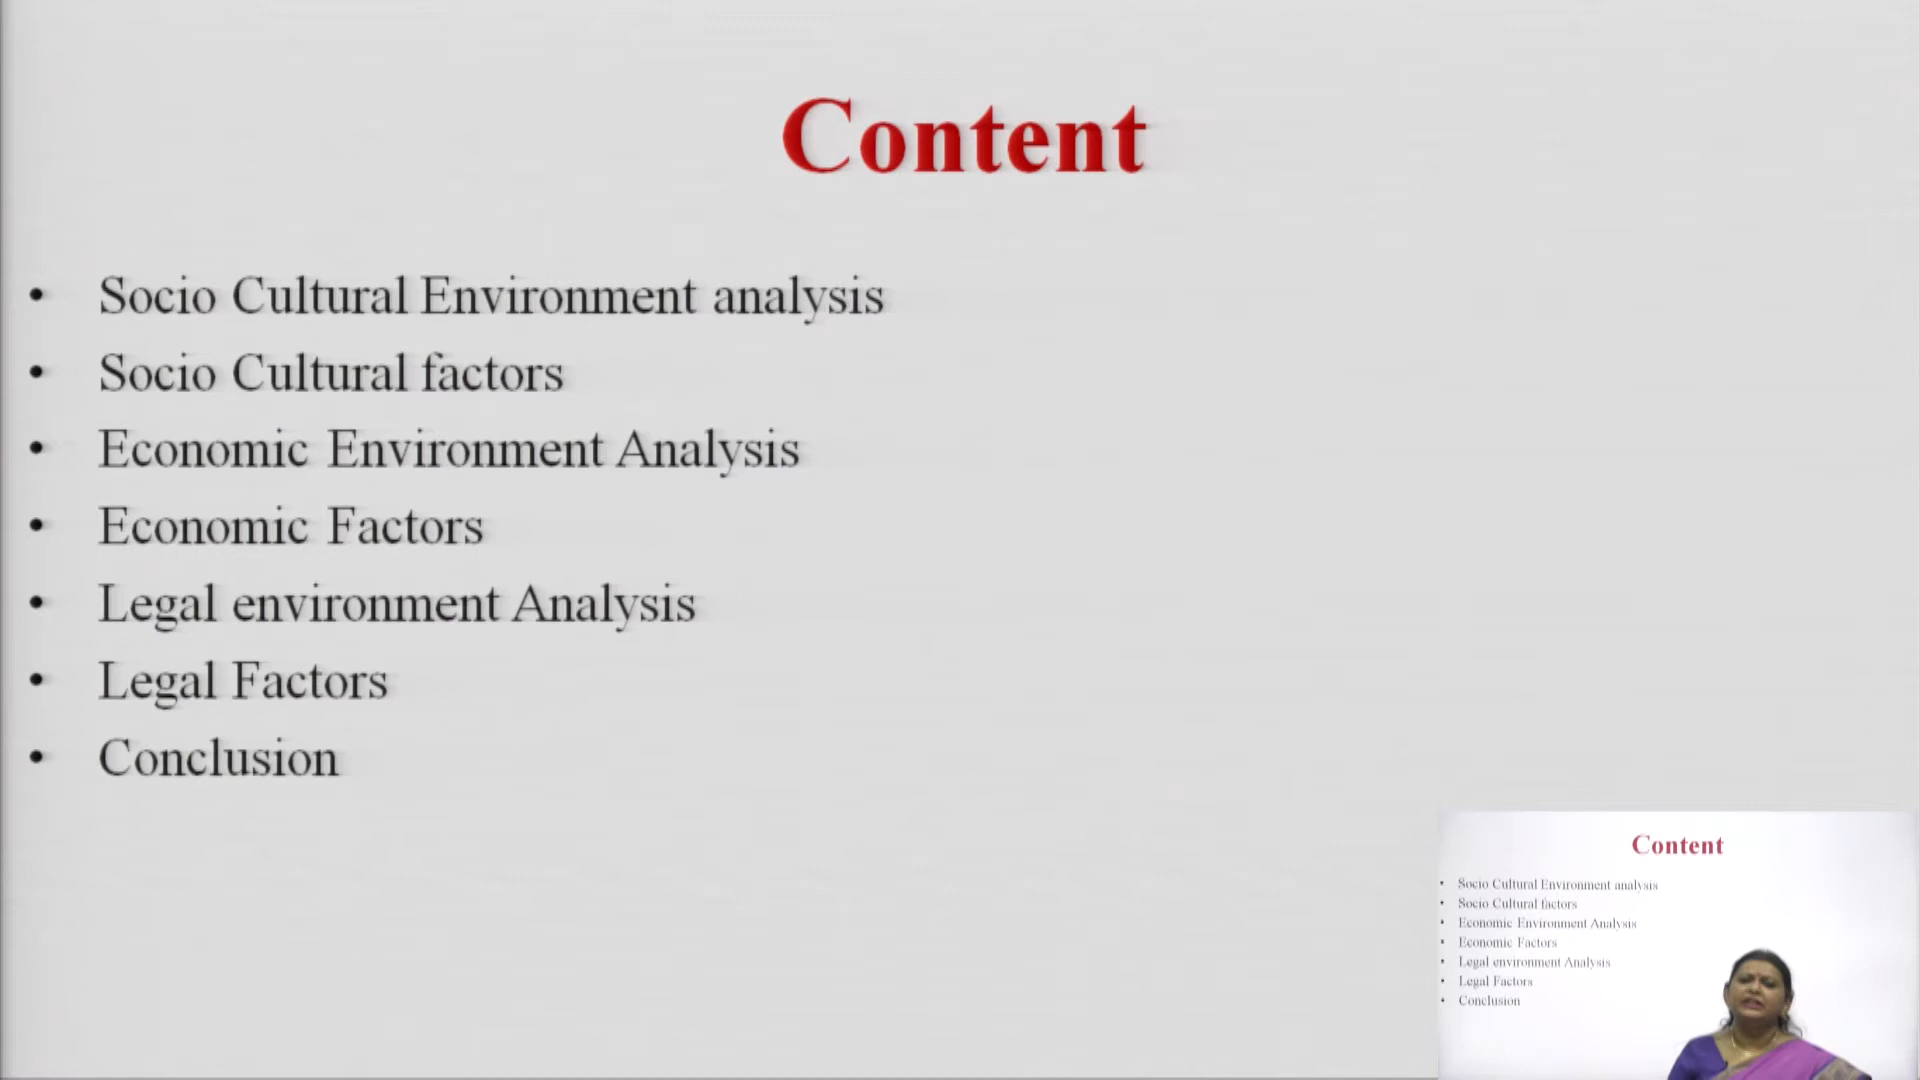 Content
• Socio Cultural Environment analysis
• Socio Cultural factors
• Economic Environment Analysis
• Economic Factors
• Legal environment Analysis
• Legal Factors
• Conclusion
Content
• Socio Cultural Environment analysis
• Socio Cultural factors
• Economic Environment Analysis
• Economic Factors
• Legal environment Analysis
• Legal Factors
• Conclusion